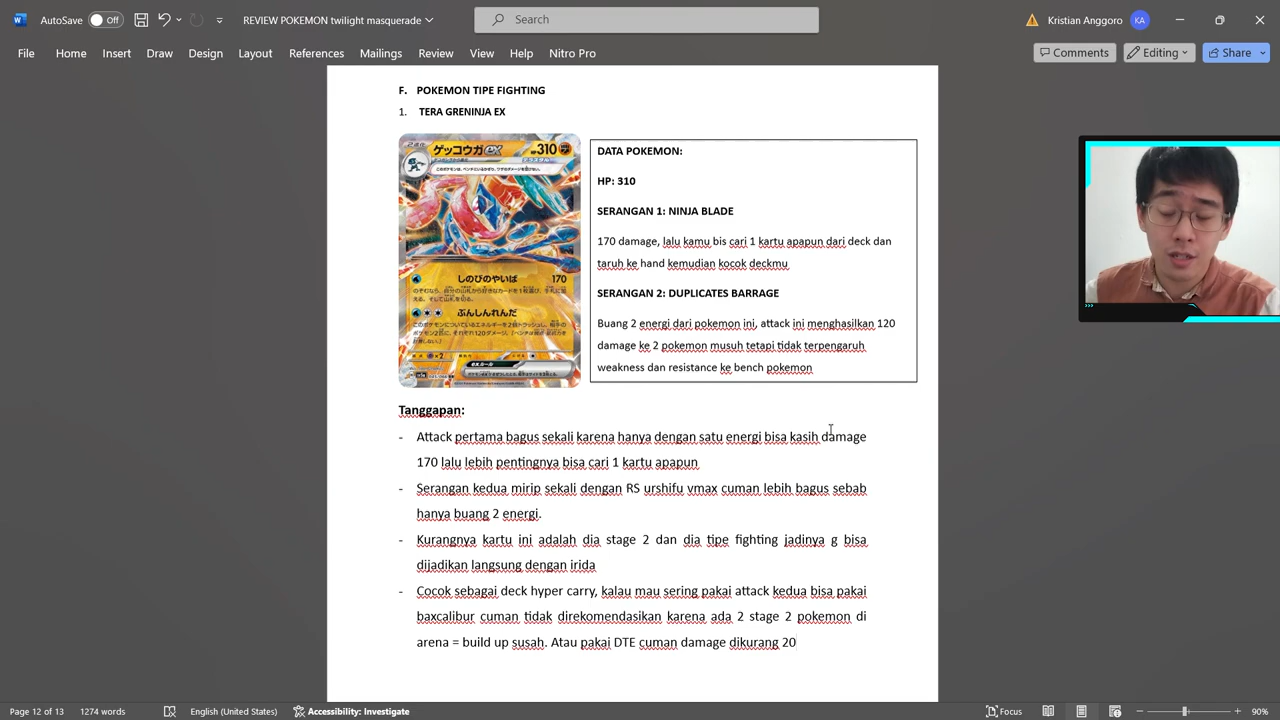 AutoSave
Off
REVIEW POKEMON twilight masquerade
Search
Kristian Anggoro
KA
File
Home
Insert
Draw
Design
Layout
References
Mailings
Review
View
Help
Nitro Pro
Comments
Editing
Share
F. POKEMON TIPE FIGHTING
1. TERA GRENINJA EX
ゲッコウガex
HP310
しのびのやいば 170
ぶんしんれんだ
DATA POKEMON:
HP: 310
SERANGAN 1: NINJA BLADE
170 damage, lalu kamu bis cari 1 kartu apapun dari deck dan
taruh ke hand kemudian kocok deckmu
SERANGAN 2: DUPLICATES BARRAGE
Buang 2 energi dari pokemon ini, attack ini menghasilkan 120
damage ke 2 pokemon musuh tetapi tidak terpengaruh
weakness dan resistance ke bench pokemon
Tanggapan:
- Attack pertama bagus sekali karena hanya dengan satu energi bisa kasih damage
170 lalu lebih pentingnya bisa cari 1 kartu apapun
- Serangan kedua mirip sekali dengan RS urshifu vmax cuman lebih bagus sebab
hanya buang 2 energi.
- Kurangnya kartu ini adalah dia stage 2 dan dia tipe fighting jadinya g bisa
dijadikan langsung dengan irida
- Cocok sebagai deck hyper carry, kalau mau sering pakai attack kedua bisa pakai
baxcalibur cuman tidak direkomendasikan karena ada 2 stage 2 pokemon di
arena = build up susah. Atau pakai DTE cuman damage dikurang 20
Page 12 of 13
1274 words
English (United States)
Accessibility: Investigate
Focus
90%